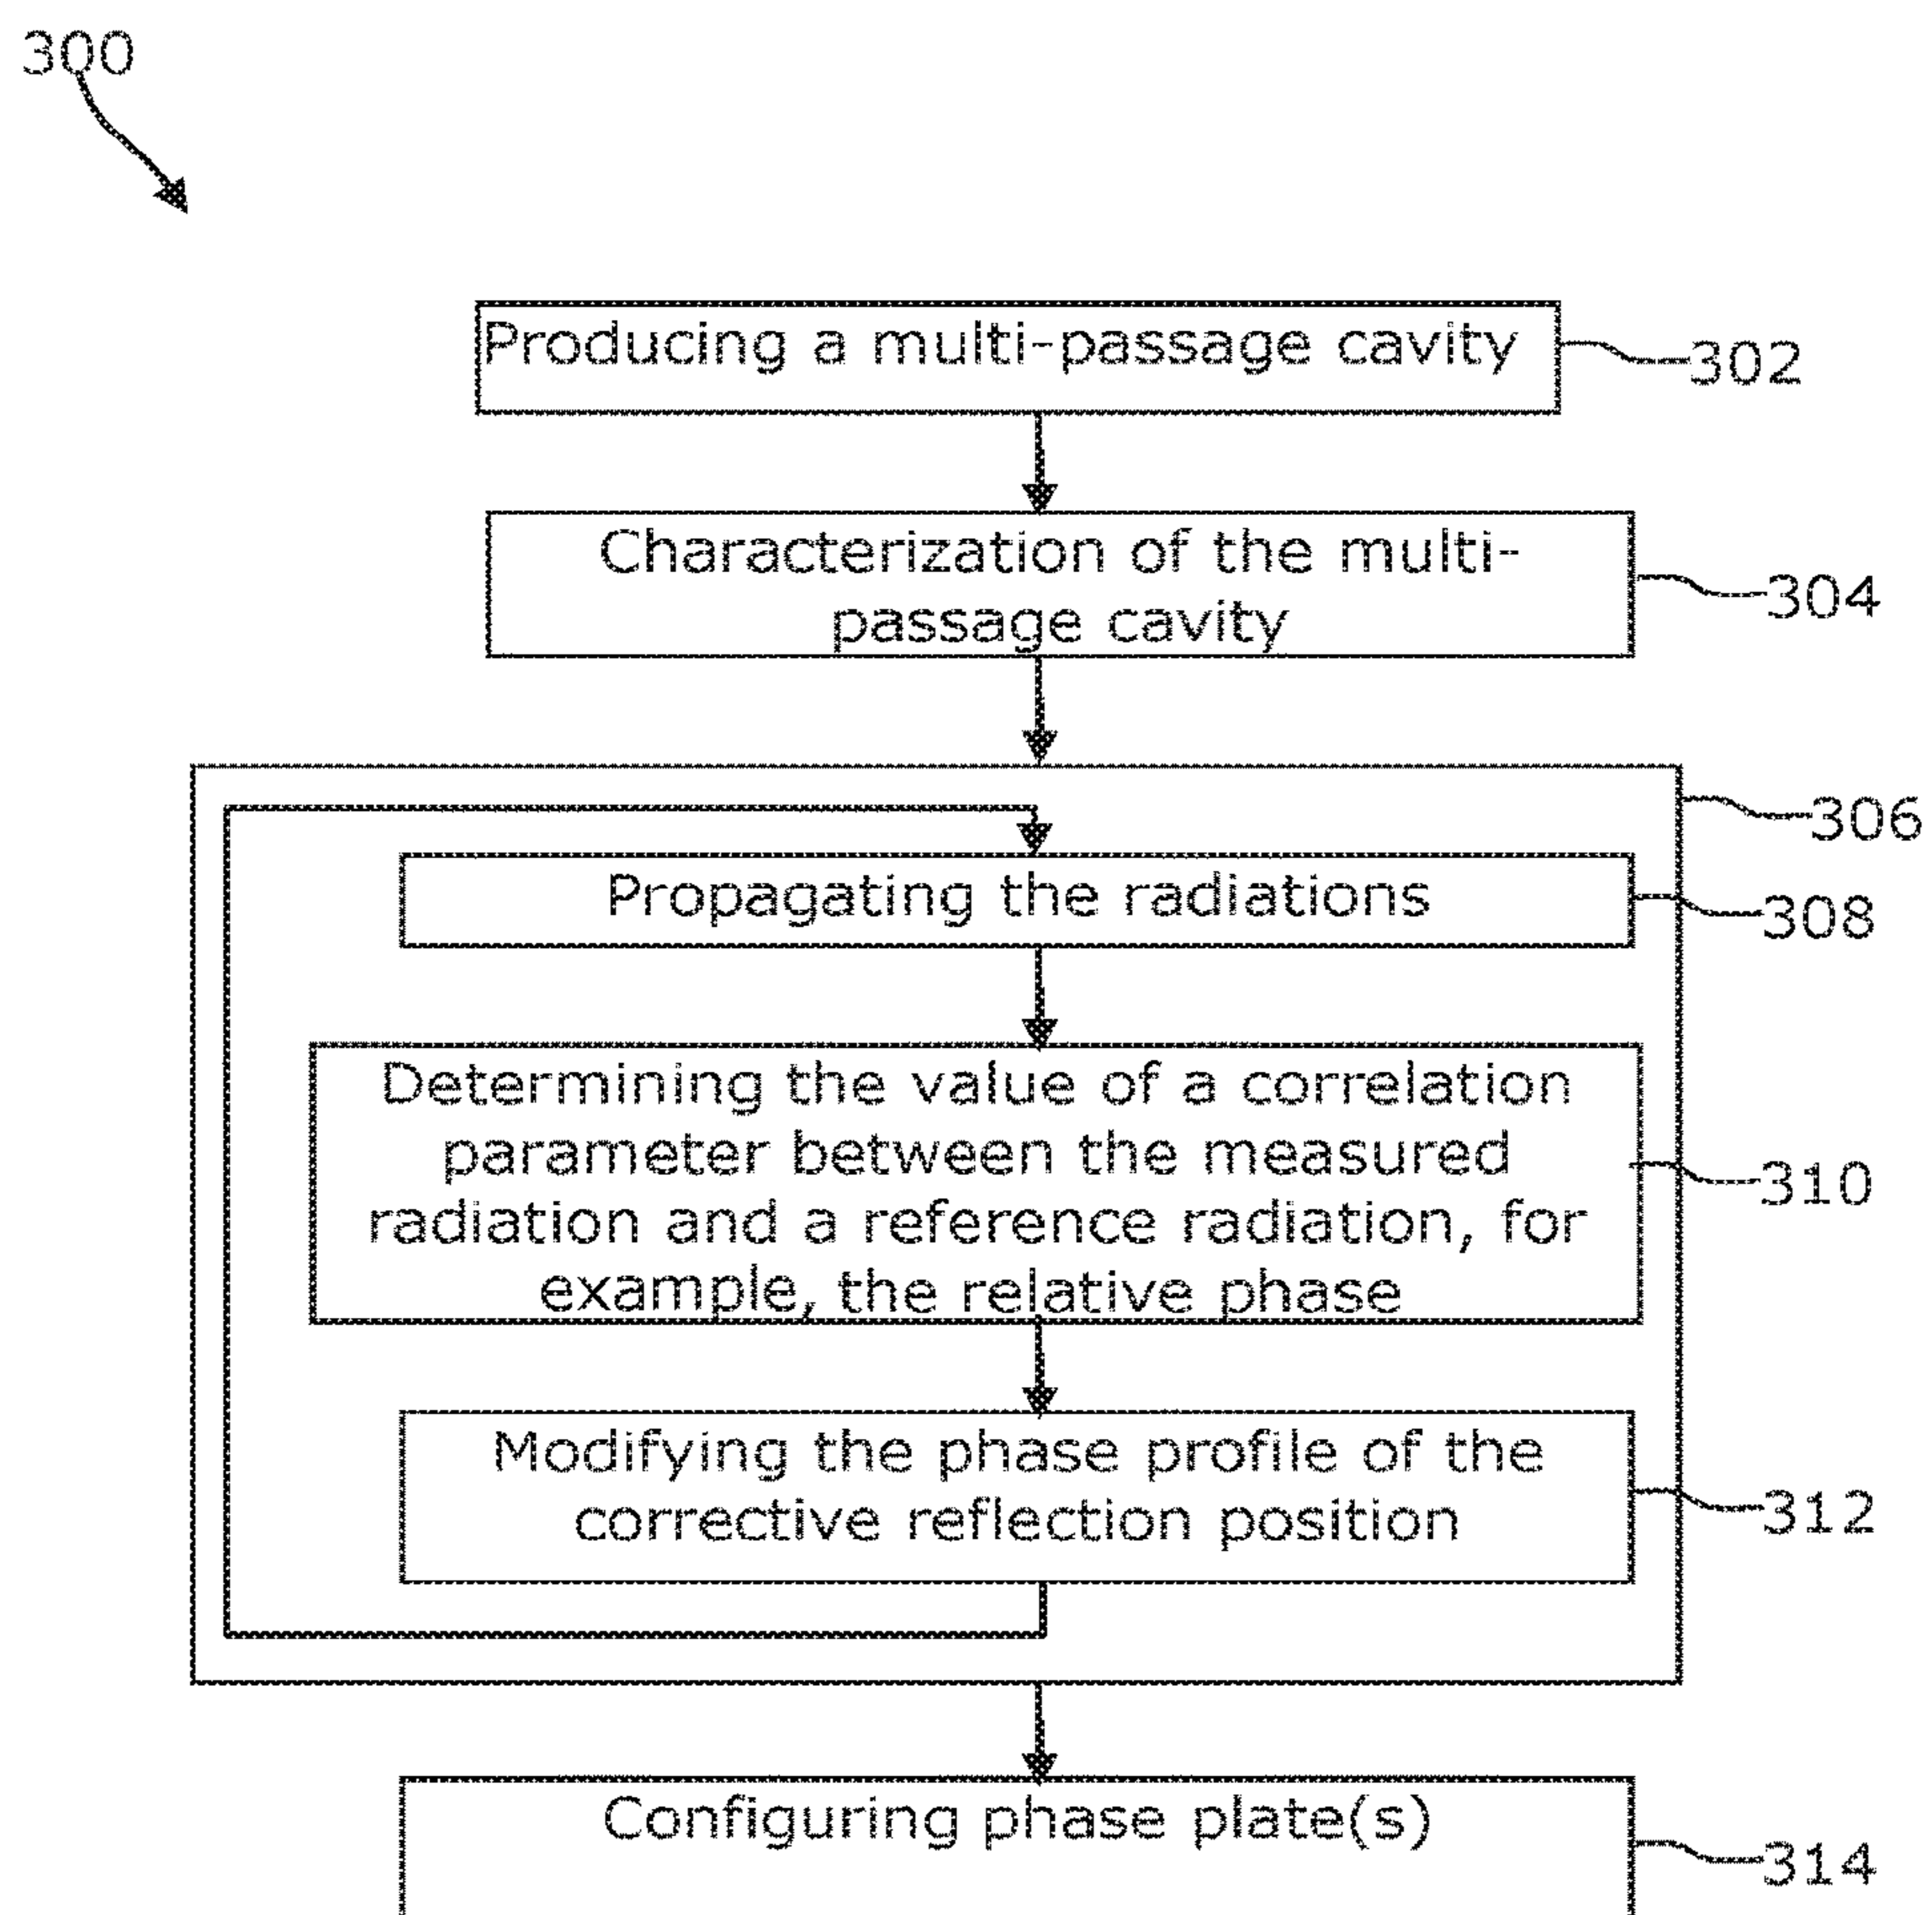 300
Producing a multi-passage cavity
302
Characterization of the multi-
passage cavity
304
306
Propagating the radiations
308
Determining the value of a correlation
parameter between the measured
radiation and a reference radiation, for
example, the relative phase
310
Modifying the phase profile of the
corrective reflection position
312
Configuring phase plate(s)
314